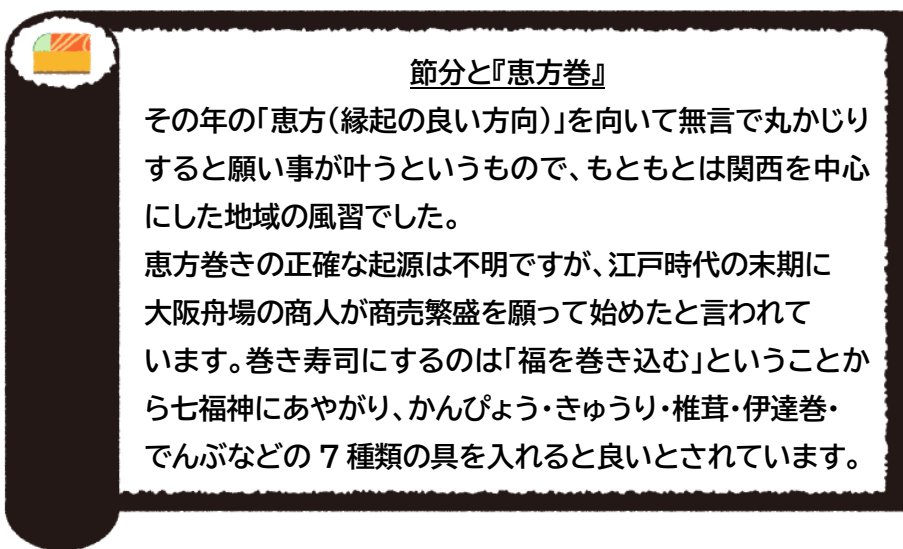 節分と『恵方巻』
その年の「恵方(縁起の良い方向)」を向いて無言で丸かじり
すると願い事が叶うというもので、もともとは関西を中心
にした地域の風習でした。
恵方巻きの正確な起源は不明ですが、江戸時代の末期に
大阪舟場の商人が商売繁盛を願って始めたと言われて
います。巻き寿司にするのは「福を巻き込む」ということか
ら七福神にあやがり、かんぴょう・きゅうり・椎茸・伊達巻・
でんぶなどの 7 種類の具を入れると良いとされています。